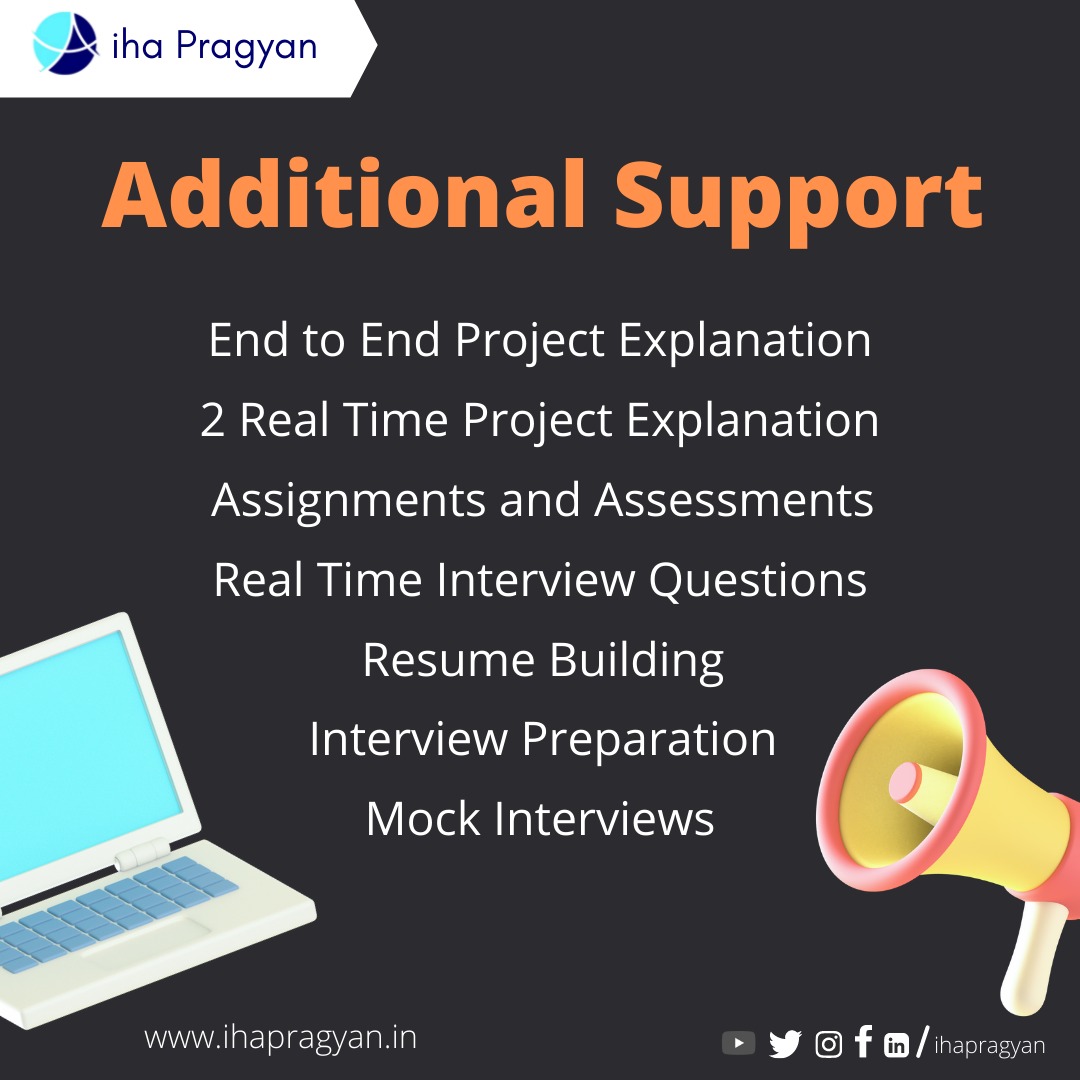 iha Pragyan
Additional Support
End to End Project Explanation
2 Real Time Project Explanation
Assignments and Assessments
Real Time Interview Questions
Resume Building
Interview Preparation
Mock Interviews
www.ihapragyan.in
/ihapragyan